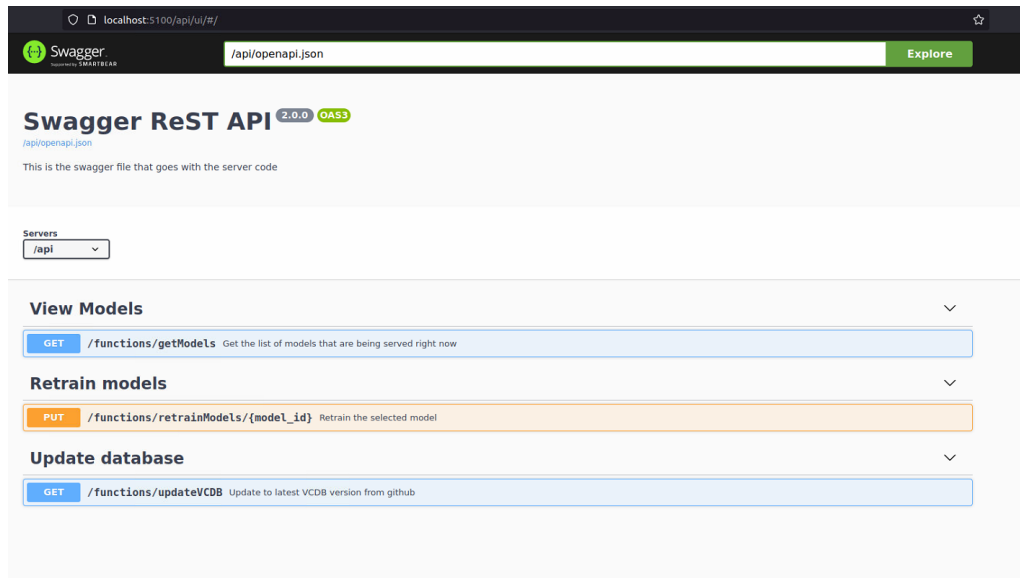 localhost:5100/api/ui/#/
{···} Swagger.
Supported by SMARTBEAR
/api/openapi.json
Explore
Swagger ReST API 2.0.0 OAS3
/api/openapi.json
This is the swagger file that goes with the server code
Servers
/api
View Models
GET /functions/getModels Get the list of models that are being served right now
Retrain models
PUT /functions/retrainModels/{model_id} Retrain the selected model
Update database
GET /functions/updateVCDB Update to latest VCDB version from github